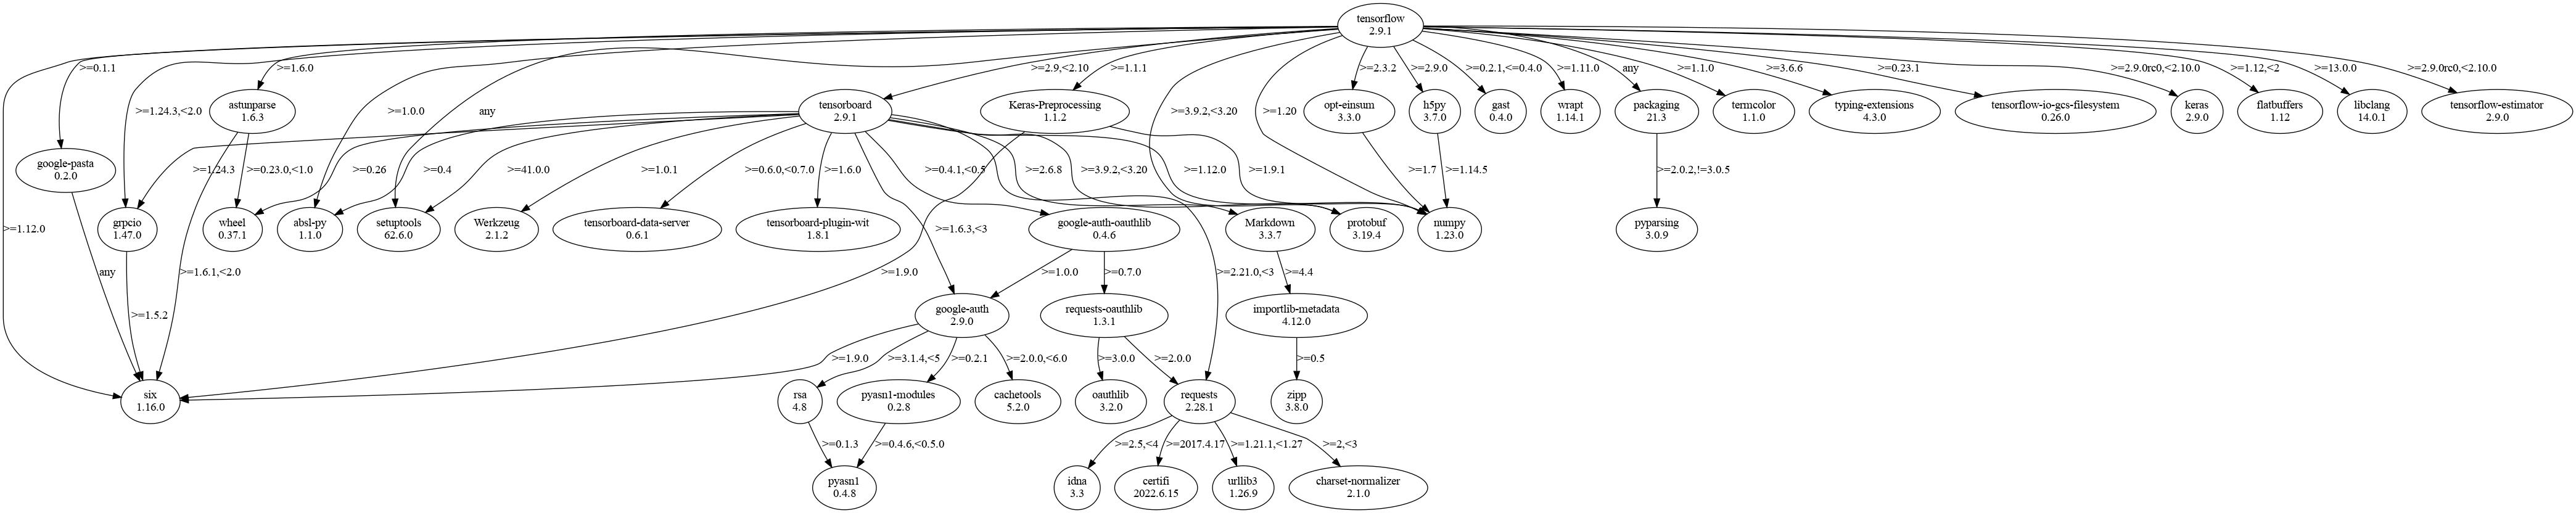 tensorflow
2.9.1
>=0.1.1
>=1.6.0
>=2.9,<2.10
>=1.1.1
>=2.3.2
>=2.9.0
>=0.2.1,<=0.4.0
>=1.11.0
any
>=1.1.0
>=3.6.6
>=0.23.1
>=2.9.0rc0,<2.10.0
>=1.12,<2
>=13.0.0
>=2.9.0rc0,<2.10.0
>=1.24.3,<2.0
astunparse
1.6.3
>=1.0.0
any
tensorboard
2.9.1
Keras-Preprocessing
1.1.2
>=3.9.2,<3.20
>=1.20
opt-einsum
3.3.0
h5py
3.7.0
gast
0.4.0
wrapt
1.14.1
packaging
21.3
termcolor
1.1.0
typing-extensions
4.3.0
tensorflow-io-gcs-filesystem
0.26.0
keras
2.9.0
flatbuffers
1.12
libclang
14.0.1
tensorflow-estimator
2.9.0
google-pasta
0.2.0
>=1.24.3
>=0.23.0,<1.0
>=0.26
>=0.4
>=41.0.0
>=1.0.1
>=0.6.0,<0.7.0
>=1.6.0
>=0.4.1,<0.5
>=2.6.8
>=3.9.2,<3.20
>=1.12.0
>=1.9.1
>=1.7
>=1.14.5
>=2.0.2,!=3.0.5
>=1.12.0
grpcio
1.47.0
wheel
0.37.1
absl-py
1.1.0
setuptools
62.6.0
Werkzeug
2.1.2
tensorboard-data-server
0.6.1
tensorboard-plugin-wit
1.8.1
>=1.6.3,<3
google-auth-oauthlib
0.4.6
Markdown
3.3.7
protobuf
3.19.4
numpy
1.23.0
pyparsing
3.0.9
any
>=1.6.1,<2.0
>=1.9.0
>=1.0.0
>=0.7.0
>=2.21.0,<3
>=4.4
>=1.5.2
google-auth
2.9.0
requests-oauthlib
1.3.1
importlib-metadata
4.12.0
>=1.9.0
>=3.1.4,<5
>=0.2.1
>=2.0.0,<6.0
>=3.0.0
>=2.0.0
>=0.5
six
1.16.0
rsa
4.8
pyasn1-modules
0.2.8
cachetools
5.2.0
oauthlib
3.2.0
requests
2.28.1
zipp
3.8.0
>=0.1.3
>=0.4.6,<0.5.0
>=2.5,<4
>=2017.4.17
>=1.21.1,<1.27
>=2,<3
pyasn1
0.4.8
idna
3.3
certifi
2022.6.15
urllib3
1.26.9
charset-normalizer
2.1.0